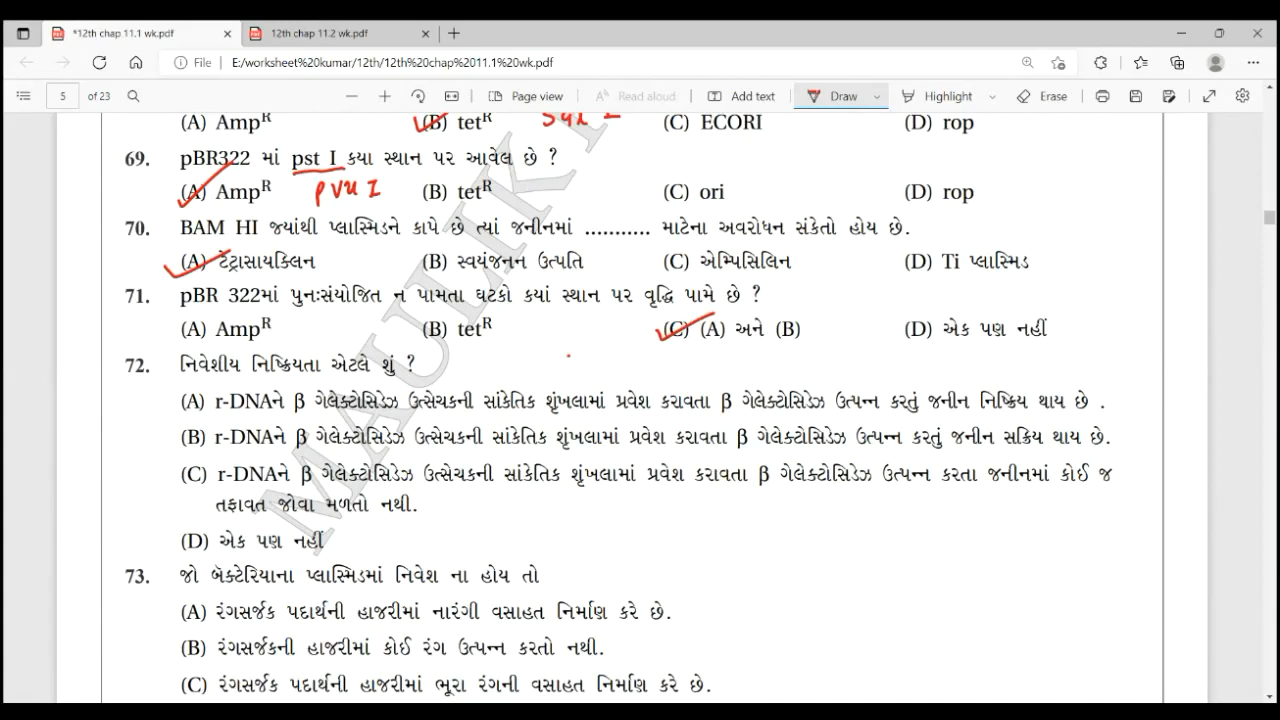 *12th chap 11.1 wk.pdf
12th chap 11.2 wk.pdf
File E:/worksheet%20kumar/12th/12th%20chap%2011.1%20wk.pdf
5 of 23 Page view Read aloud Add text Draw Highlight Erase
(A) Amp^R (B) tet^R (C) ECORI (D) rop
69. pBR322 માં pst I કયા સ્થાન પર આવેલ છે ?
(A) Amp^R PVU I (B) tet^R (C) ori (D) rop
70. BAM HI જ્યાંથી પ્લાસ્મિડને કાપે છે ત્યાં જનીનમાં ........... માટેના અવરોધન સંકેતો હોય છે.
(A) ટેટ્રાસાયક્લિન (B) સ્વયંજનન ઉત્પતિ (C) એમ્પિસિલિન (D) Ti પ્લાસ્મિડ
71. pBR 322માં પુનઃસંયોજિત ન પામતા ઘટકો કયાં સ્થાન પર વૃદ્ધિ પામે છે ?
(A) Amp^R (B) tet^R (C) (A) અને (B) (D) એક પણ નહીં
72. નિવેશીય નિષ્ક્રિયતા એટલે શું ?
(A) r-DNAને β ગેલેક્ટોસિડેઝ ઉત્સેચકની સાંકેતિક શૃંખલામાં પ્રવેશ કરાવતા β ગેલેક્ટોસિડેઝ ઉત્પન્ન કરતું જનીન નિષ્ક્રિય થાય છે .
(B) r-DNAને β ગેલેક્ટોસિડેઝ ઉત્સેચકની સાંકેતિક શૃંખલામાં પ્રવેશ કરાવતા β ગેલેક્ટોસિડેઝ ઉત્પન્ન કરતું જનીન સક્રિય થાય છે.
(C) r-DNAને β ગેલેક્ટોસિડેઝ ઉત્સેચકની સાંકેતિક શૃંખલામાં પ્રવેશ કરાવતા β ગેલેક્ટોસિડેઝ ઉત્પન્ન કરતા જનીનમાં કોઈ જ
તફાવત જોવા મળતો નથી.
(D) એક પણ નહીં
73. જો બૅક્ટેરિયાના પ્લાસ્મિડમાં નિવેશ ના હોય તો
(A) રંગસર્જક પદાર્થની હાજરીમાં નારંગી વસાહત નિર્માણ કરે છે.
(B) રંગસર્જકની હાજરીમાં કોઈ રંગ ઉત્પન્ન કરતો નથી.
(C) રંગસર્જક પદાર્થની હાજરીમાં ભૂરા રંગની વસાહત નિર્માણ કરે છે.
MAULIK